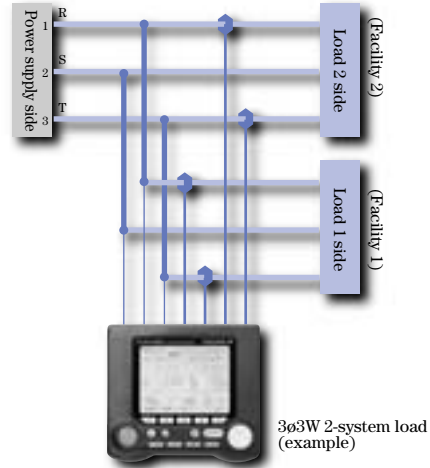 Power supply side
R
1
S
2
T
3
Load 2 side
(Facility 2)
Load 1 side
(Facility 1)
3ø3W 2-system load
(example)